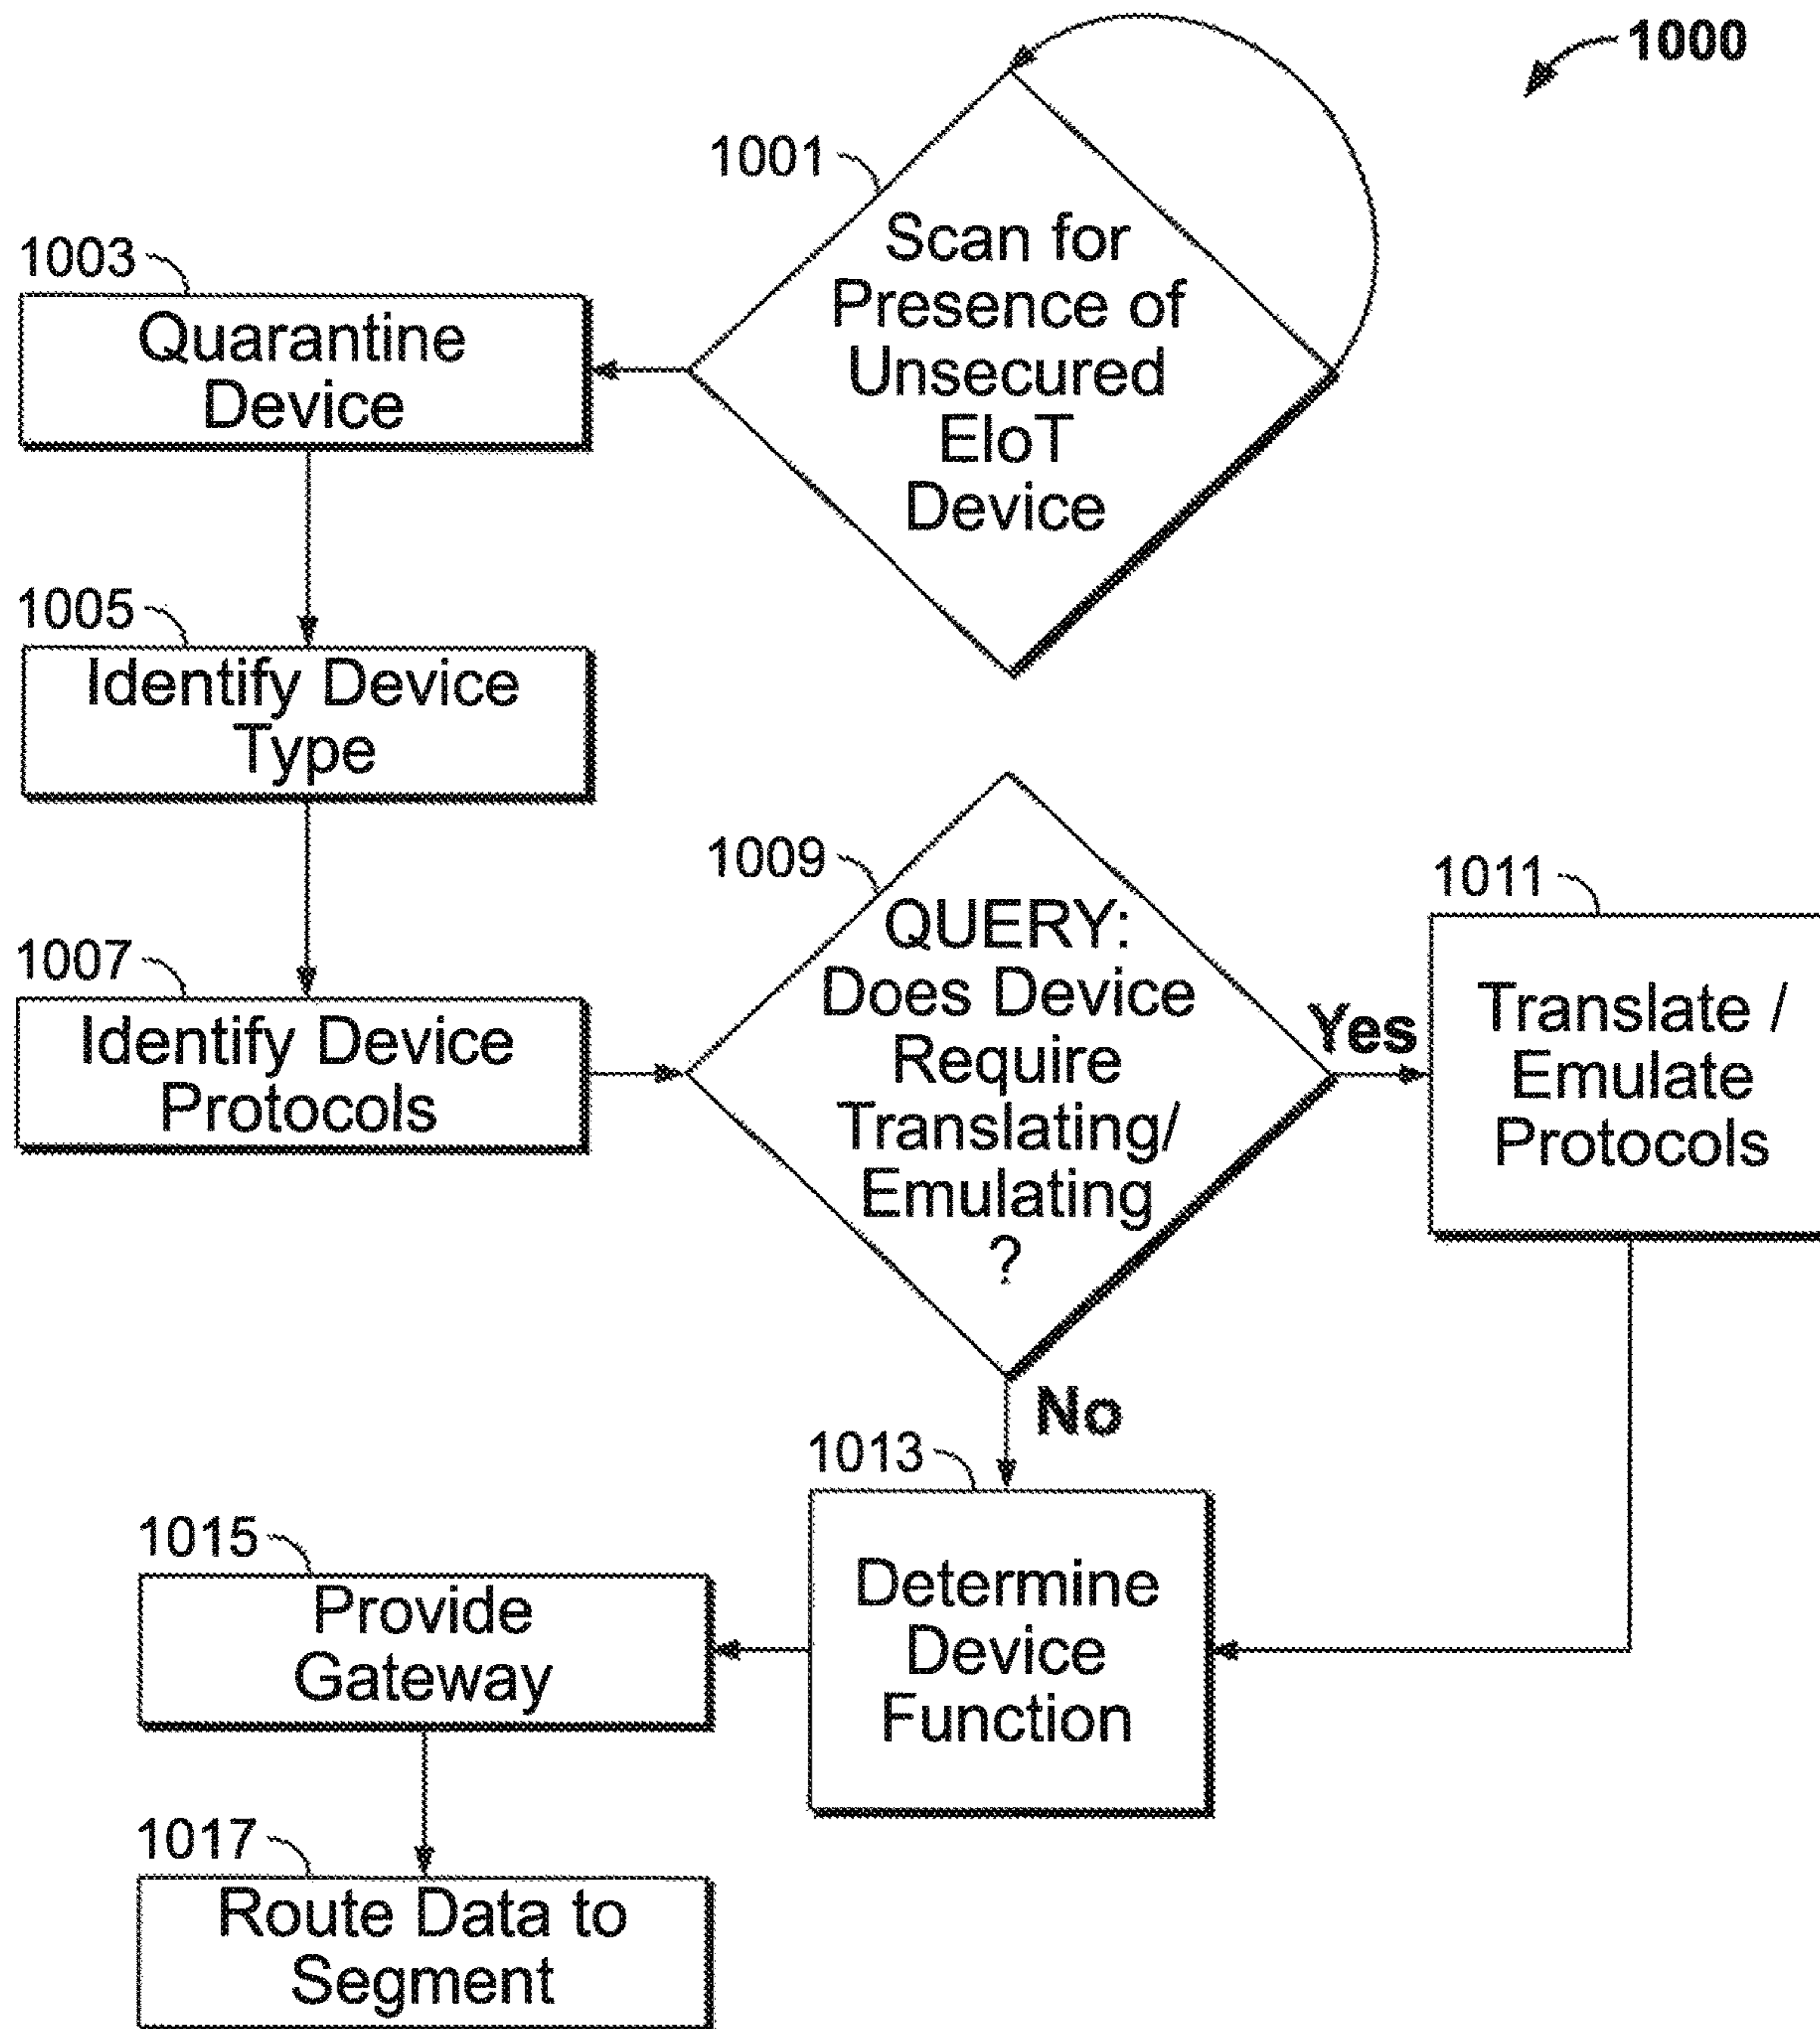 1000
1001
Scan for
Presence of
Unsecured
EIoT
Device
1003
Quarantine
Device
1005
Identify Device
Type
1007
Identify Device
Protocols
1009
QUERY:
Does Device
Require
Translating/
Emulating
?
Yes
1011
Translate /
Emulate
Protocols
No
1013
Determine
Device
Function
1015
Provide
Gateway
1017
Route Data to
Segment